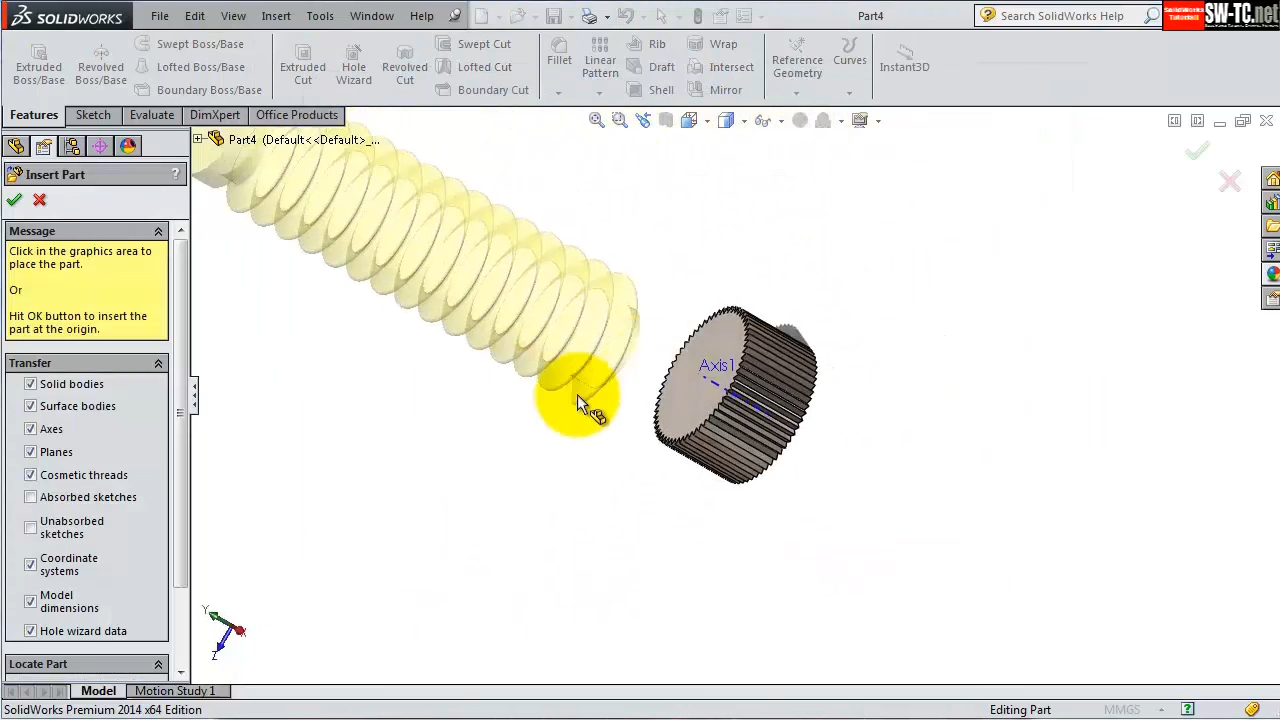 SOLIDWORKS
File Edit View Insert Tools Window Help
Part4
Search SolidWorks Help
SolidWorks
Tutorial
SW-TC.net
Extruded
Boss/Base
Revolved
Boss/Base
Swept Boss/Base
Lofted Boss/Base
Boundary Boss/Base
Extruded
Cut
Hole
Wizard
Revolved
Cut
Swept Cut
Lofted Cut
Boundary Cut
Fillet
Linear
Pattern
Rib
Draft
Shell
Wrap
Intersect
Mirror
Reference
Geometry
Curves
Instant3D
Features Sketch Evaluate DimXpert Office Products
Part4 (Default<<Default>_...
Insert Part ?
Message
Click in the graphics area to
place the part.
Or
Hit OK button to insert the
part at the origin.
Transfer
Solid bodies
Surface bodies
Axes
Planes
Cosmetic threads
Absorbed sketches
Unabsorbed
sketches
Coordinate
systems
Model
dimensions
Hole wizard data
Locate Part
Axis1
Y
X
Z
Model Motion Study 1
SolidWorks Premium 2014 x64 Edition
Editing Part
MMGS
?